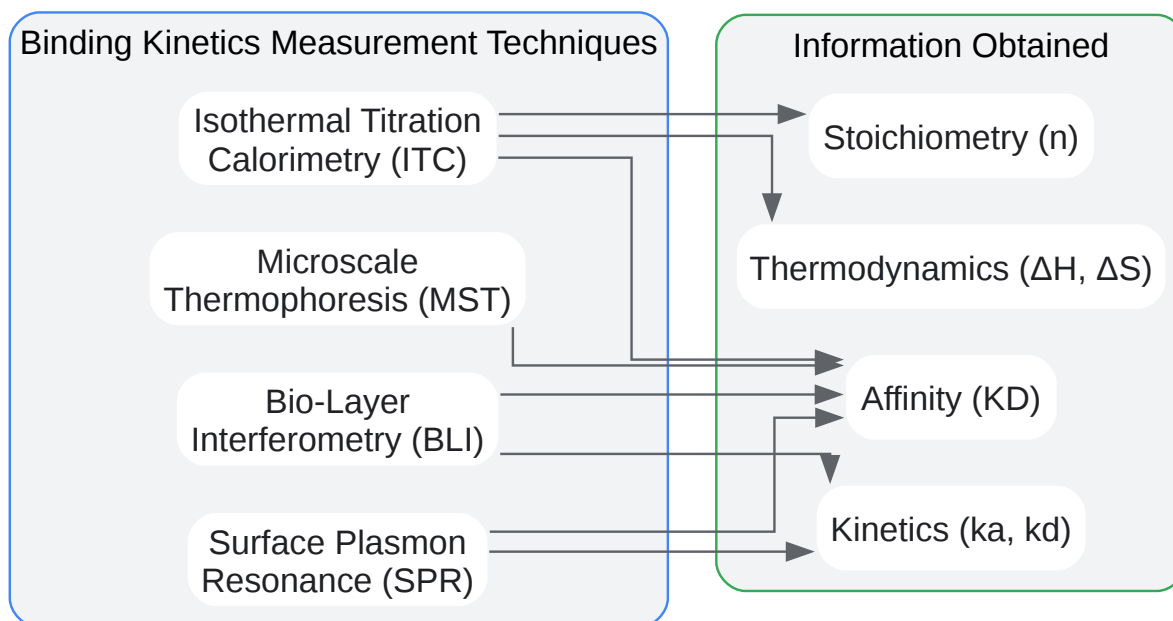 Binding Kinetics Measurement Techniques
Isothermal Titration
Calorimetry (ITC)
Microscale
Thermophoresis (MST)
Bio-Layer
Interferometry (BLI)
Surface Plasmon
Resonance (SPR)
Information Obtained
Stoichiometry (n)
Thermodynamics (ΔH, ΔS)
Affinity (KD)
Kinetics (ka, kd)